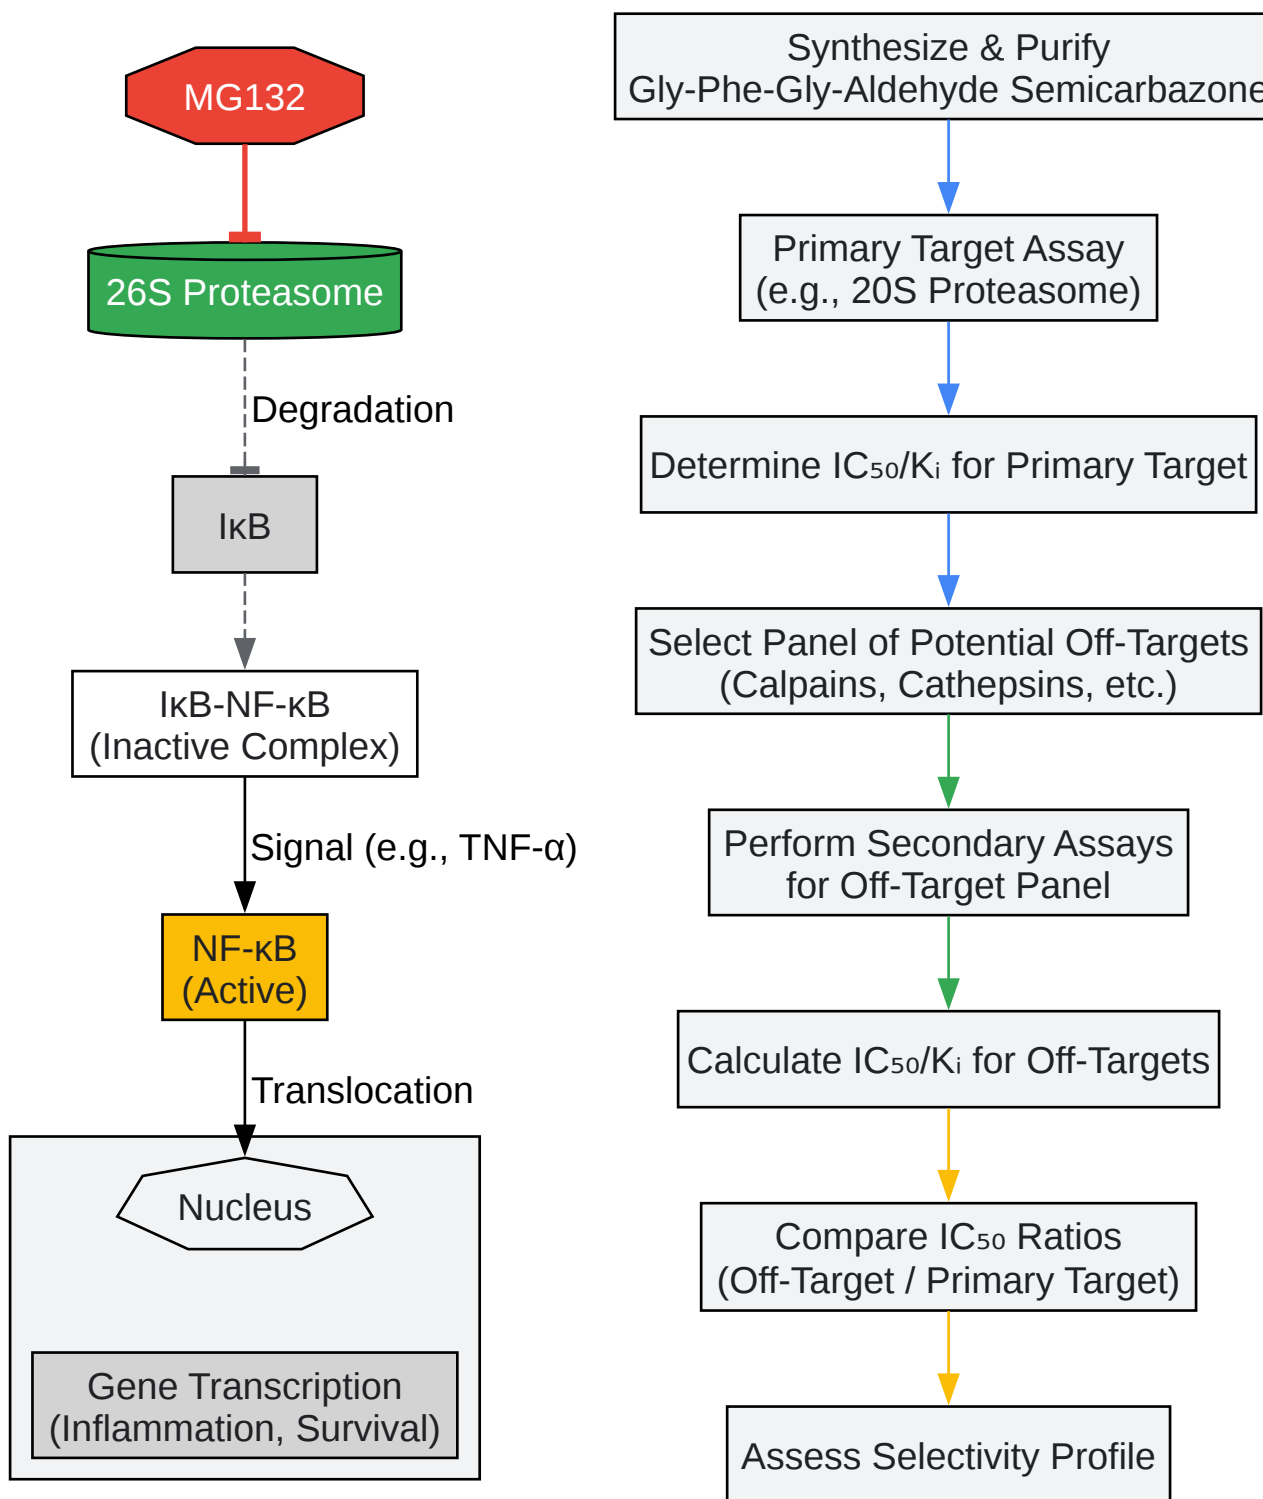 MG132
26S Proteasome
Degradation
IκB
IκB-NF-κB
(Inactive Complex)
Signal (e.g., TNF-α)
NF-κB
(Active)
Translocation
Nucleus
Gene Transcription
(Inflammation, Survival)
Synthesize & Purify
Gly-Phe-Gly-Aldehyde Semicarbazone
Primary Target Assay
(e.g., 20S Proteasome)
Determine IC₅₀/Kᵢ for Primary Target
Select Panel of Potential Off-Targets
(Calpains, Cathepsins, etc.)
Perform Secondary Assays
for Off-Target Panel
Calculate IC₅₀/Kᵢ for Off-Targets
Compare IC₅₀ Ratios
(Off-Target / Primary Target)
Assess Selectivity Profile